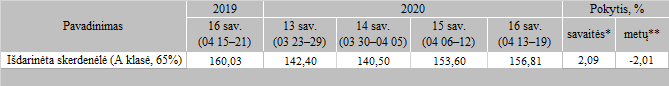 Pavadinimas 2019 2020 Pokytis, %
16 sav. (04 15–21) 13 sav. (03 23–29) 14 sav. (03 30–04 05) 15 sav. (04 06–12) 16 sav. (04 13–19) savaitės* metų**
Išdarinėta skerdenėlė (A klasė, 65%) 160,03 142,40 140,50 153,60 156,81 2,09 -2,01